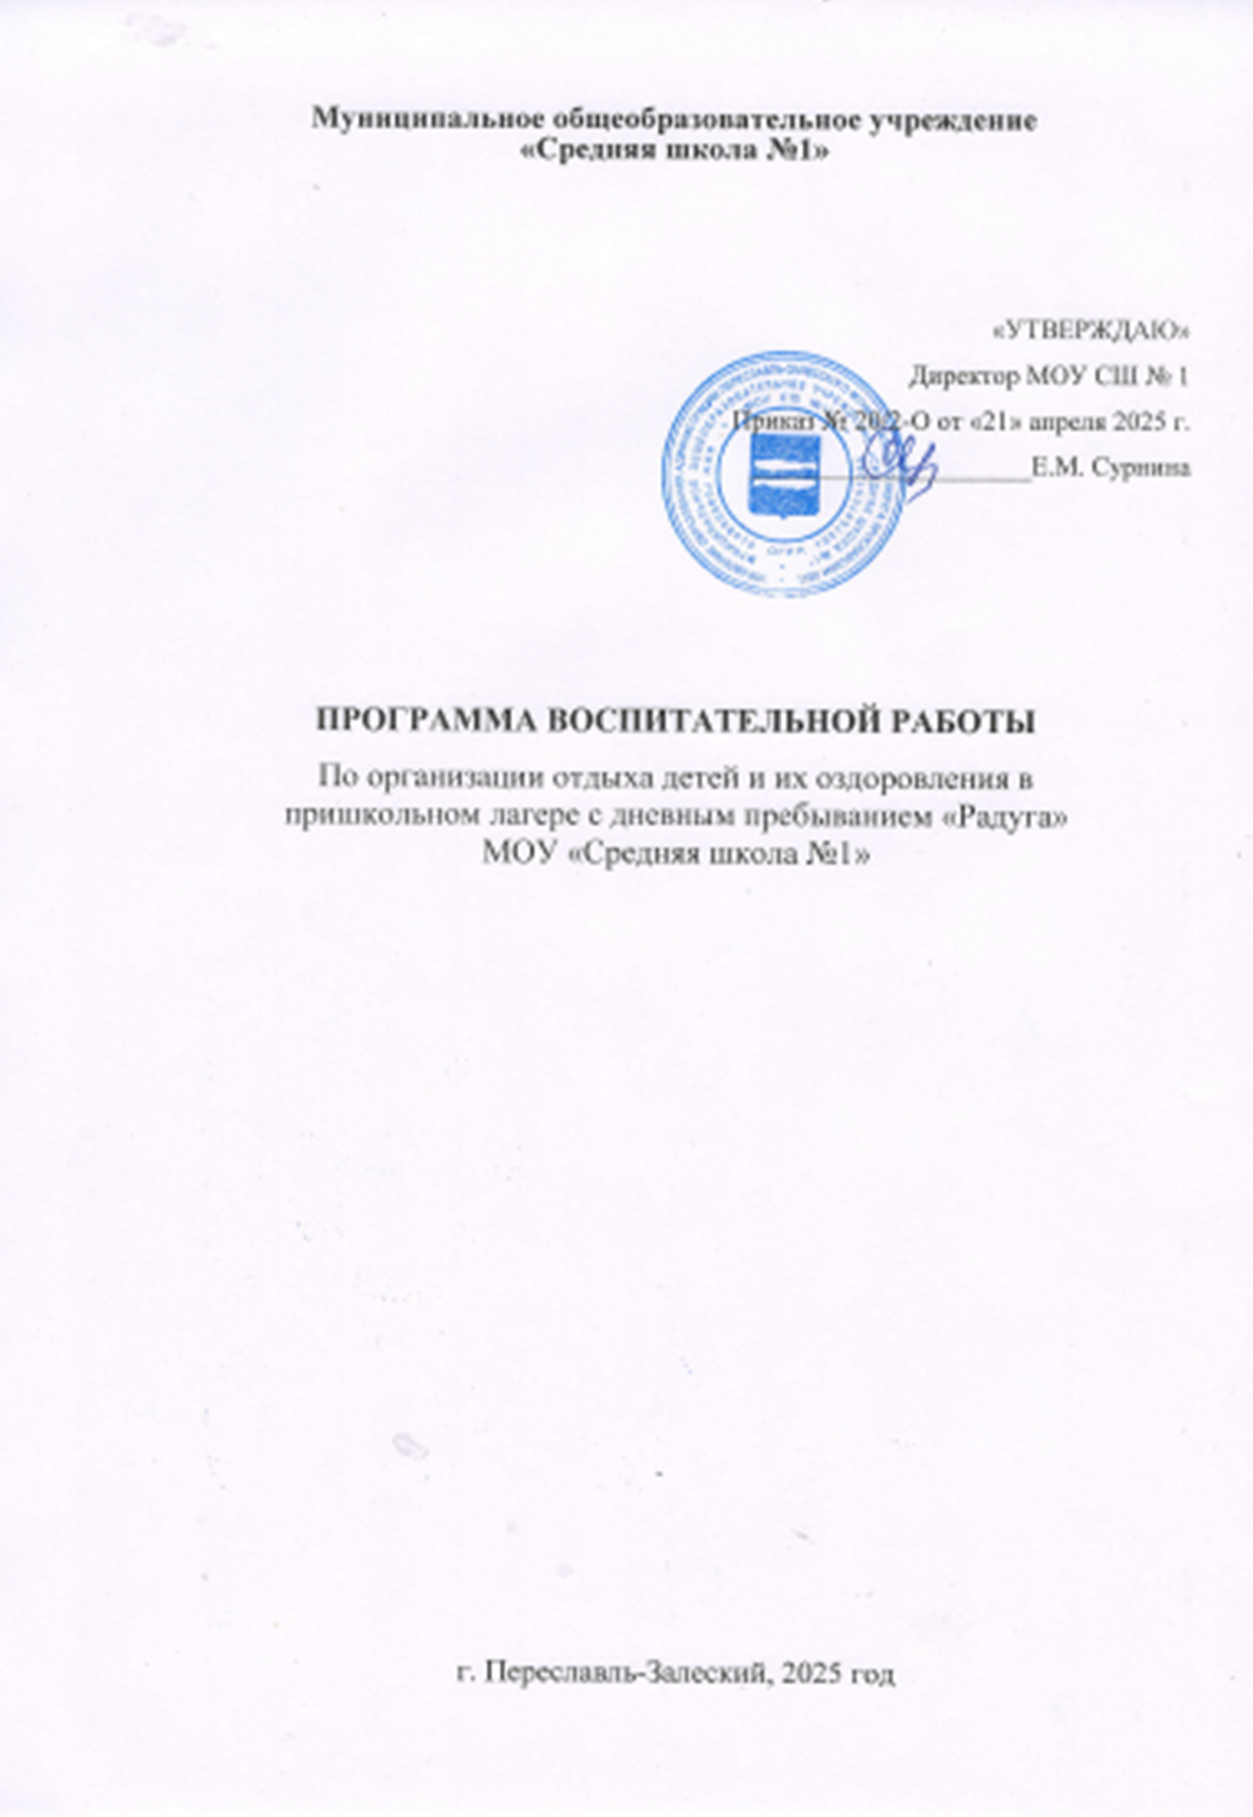 Муниципальное общеобразовательное учреждение
«Средняя школа №1»
«УТВЕРЖДАЮ»
Директор МОУ СШ № 1
Приказ № 20/2-О от «21» апреля 2025 г.
Е.М. Сурнина
ПРОГРАММА ВОСПИТАТЕЛЬНОЙ РАБОТЫ
По организации отдыха детей и их оздоровления в
пришкольном лагере с дневным пребыванием «Радуга»
МОУ «Средняя школа №1»
г. Переславль-Залеский, 2025 год